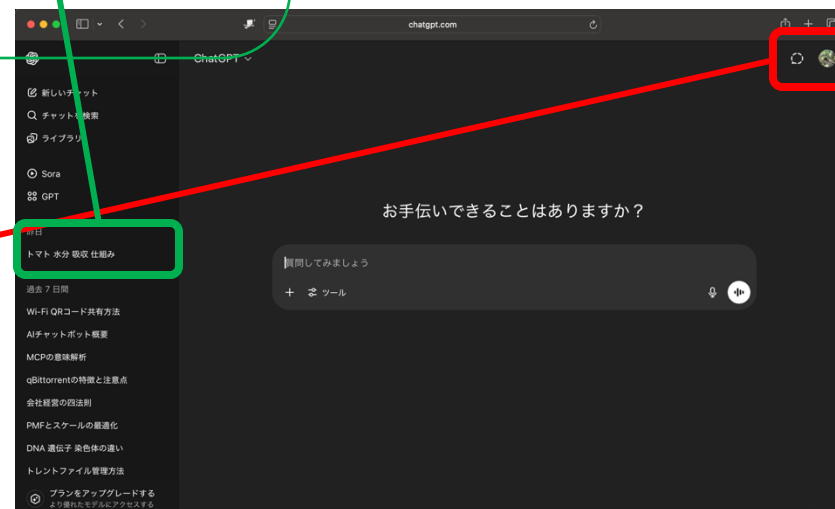 chatgpt.com
ChatGPT
新しいチャット
チャットを検索
ライブラリ
Sora
GPT
昨日
トマト 水分 吸収 仕組み
過去 7 日間
Wi-Fi QRコード共有方法
AIチャットボット概要
MCPの意味解析
qBittorrentの特徴と注意点
会社経営の四法則
PMFとスケールの最適化
DNA 遺伝子 染色体の違い
トレントファイル管理方法
プランをアップグレードする
より優れたモデルにアクセスする
お手伝いできることはありますか？
質問してみましょう
ツール